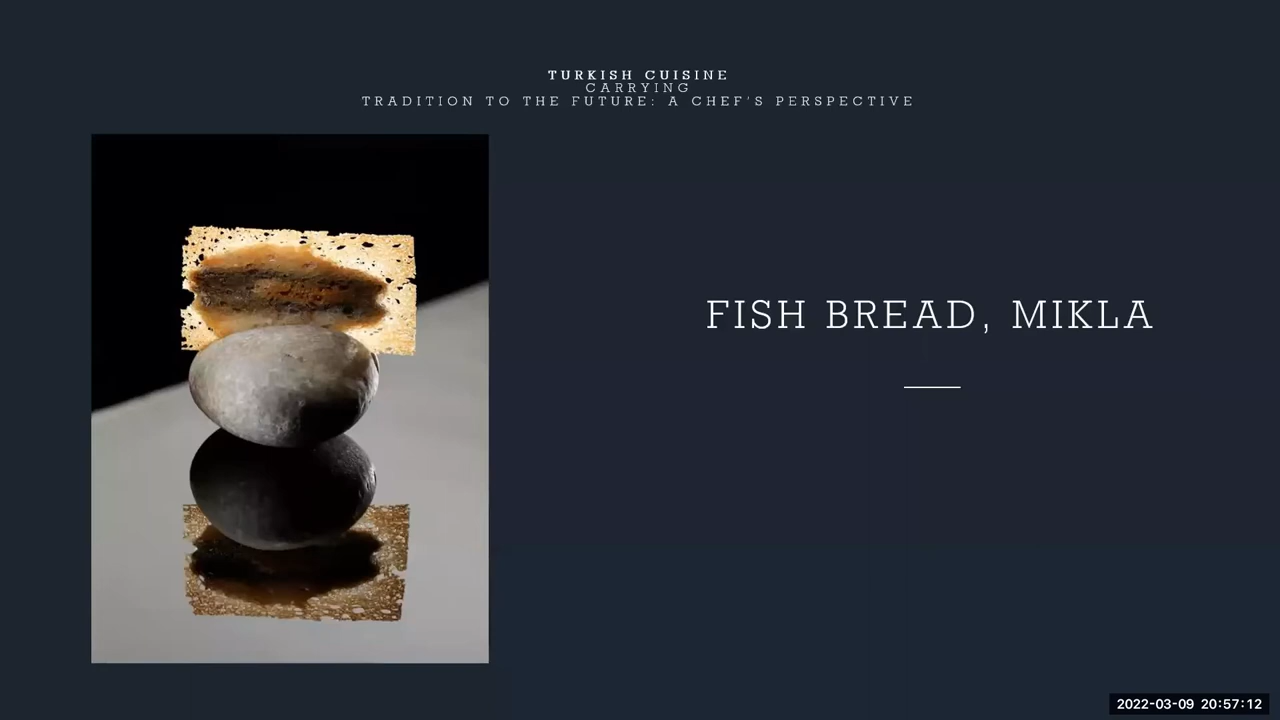 TURKISH CUISINE
CARRYING
TRADITION TO THE FUTURE: A CHEF'S PERSPECTIVE
FISH BREAD, MIKLA
2022-03-09 20:57:12